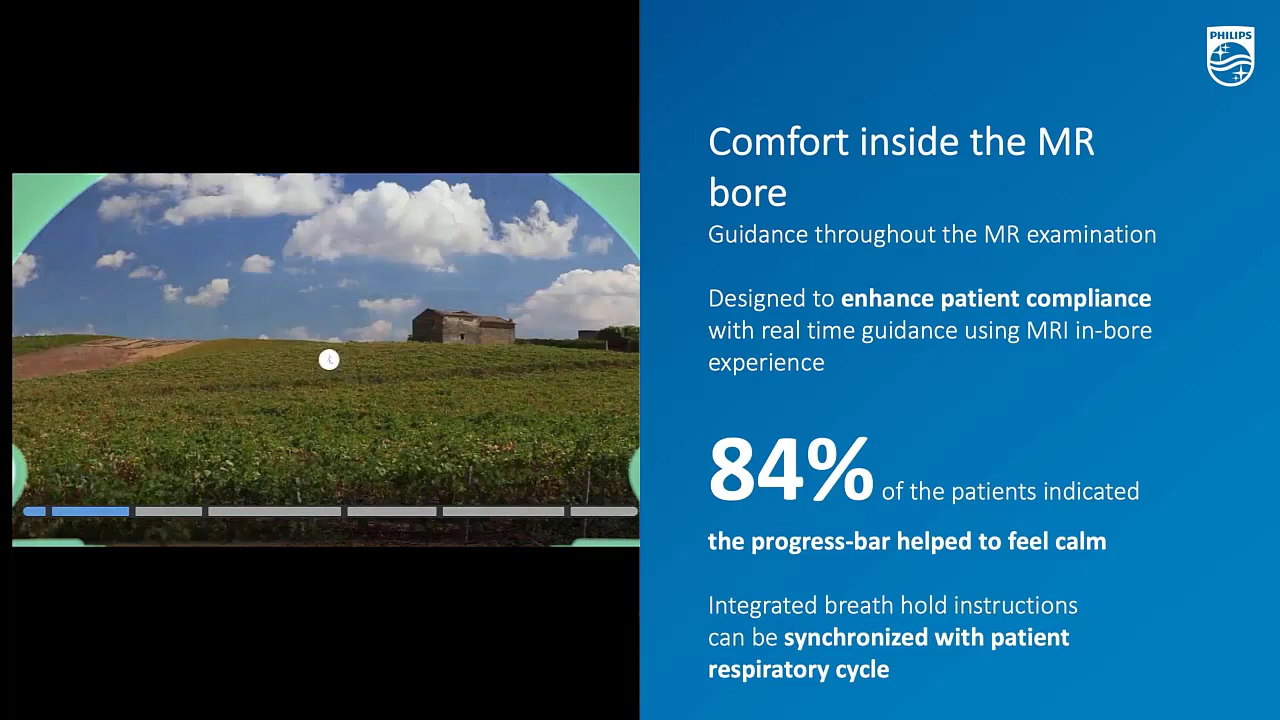 PHILIPS
Comfort inside the MR
bore
Guidance throughout the MR examination
Designed to enhance patient compliance
with real time guidance using MRI in-bore
experience
84% of the patients indicated
the progress-bar helped to feel calm
Integrated breath hold instructions
can be synchronized with patient
respiratory cycle